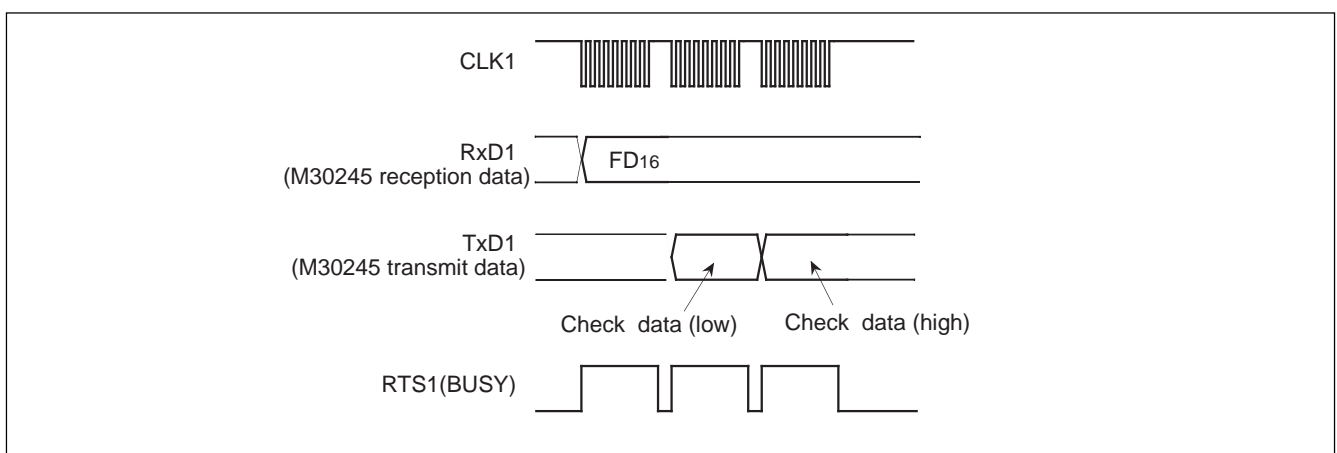 CLK1
RxD1
(M30245 reception data)
FD16
TxD1
(M30245 transmit data)
Check data (low)
Check data (high)
RTS1(BUSY)